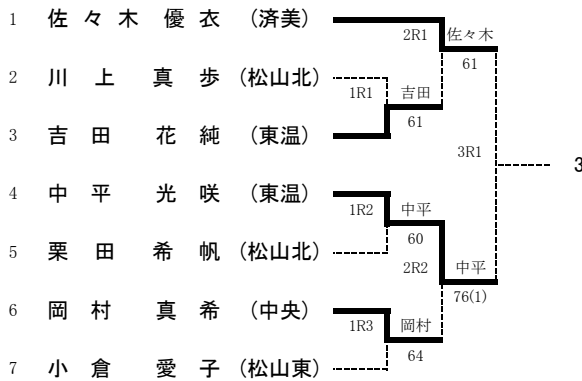 1 佐々木 優衣 (済美)
2R1 佐々木
61
2 川上 真歩 (松山北)
1R1 吉田
61
3 吉田 花純 (東温)
3R1
3
4 中平 光咲 (東温)
1R2 中平
60
5 栗田 希帆 (松山北)
2R2 中平
76(1)
6 岡村 真希 (中央)
1R3 岡村
64
7 小倉 愛子 (松山東)